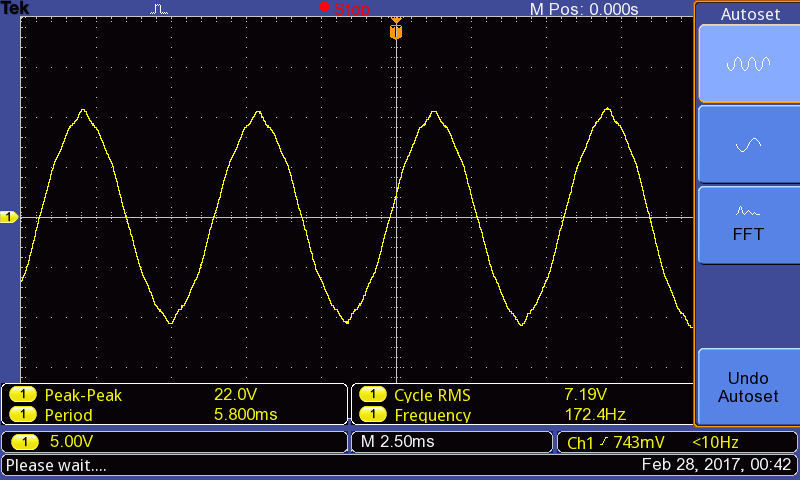 Tek Stop M Pos: 0.000s
Autoset
T
1
FFT
Undo
Autoset
1 Peak-Peak 22.0V 1 Cycle RMS 7.19V
1 Period 5.800ms 1 Frequency 172.4Hz
1 5.00V M 2.50ms Ch1 743mV <10Hz
Please wait.... Feb 28, 2017, 00:42